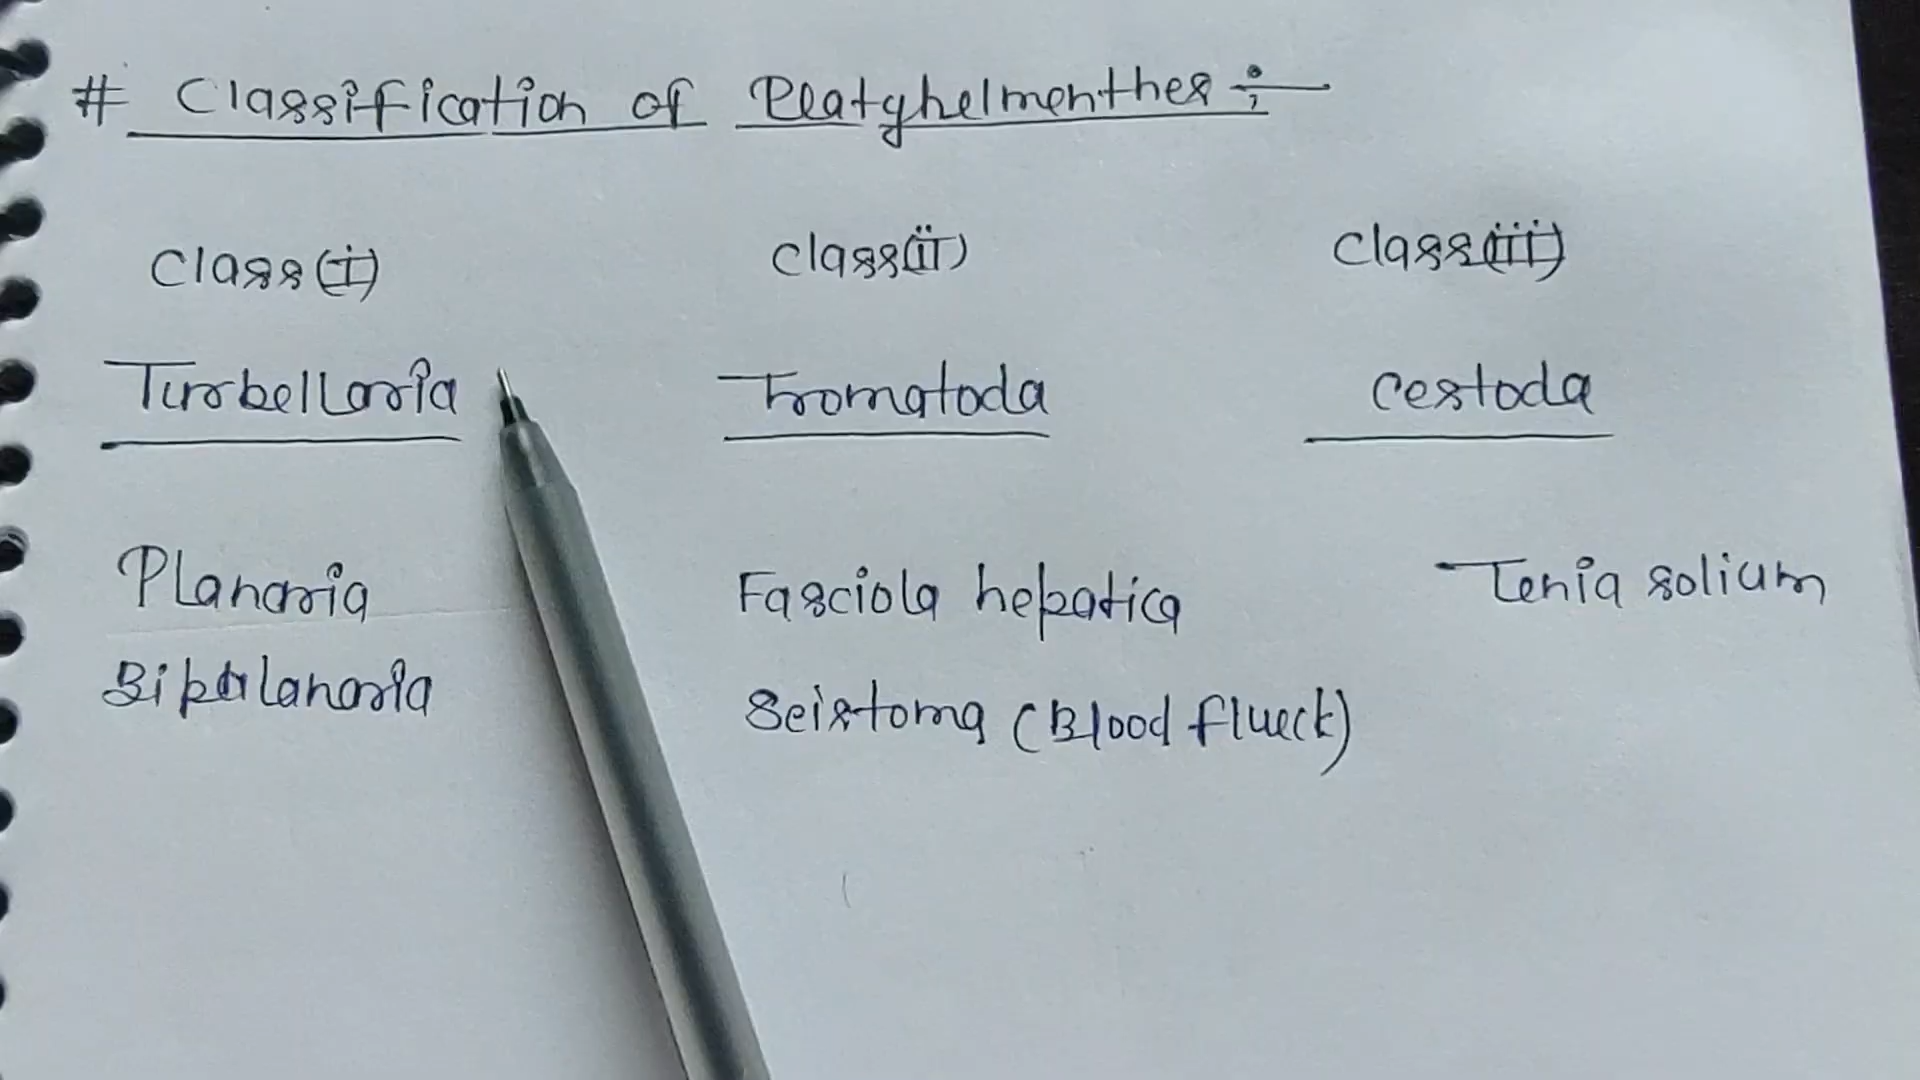 # Classification of Platyhelmenthes :-
Class (i) Class (ii) Class (iii)
Turbellaria Trematoda Cestoda
Planaria Fasciola hepatica Tenia solium
Bipalanaria Seistoma (Blood flueck)